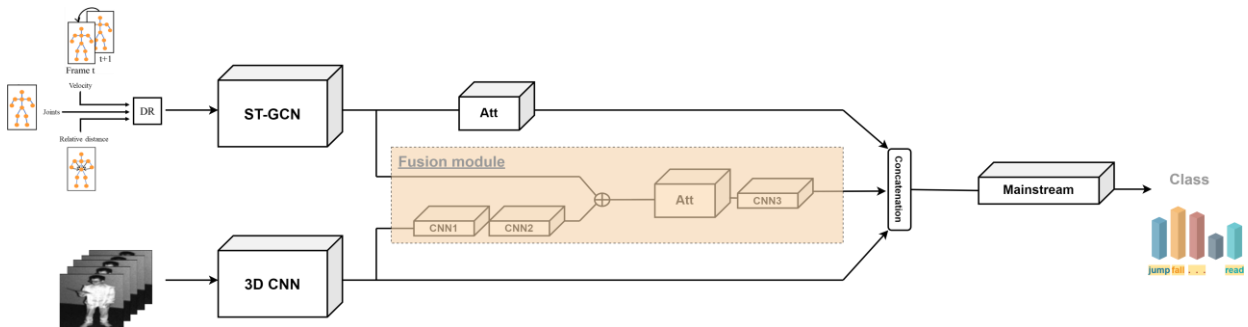 t+1
Frame t
Velocity
Joints
DR
Relative distance
ST-GCN
Att
Fusion module
CNN1
CNN2
Att
CNN3
3D CNN
Concatenation
Mainstream
Class
jump fall . . . read